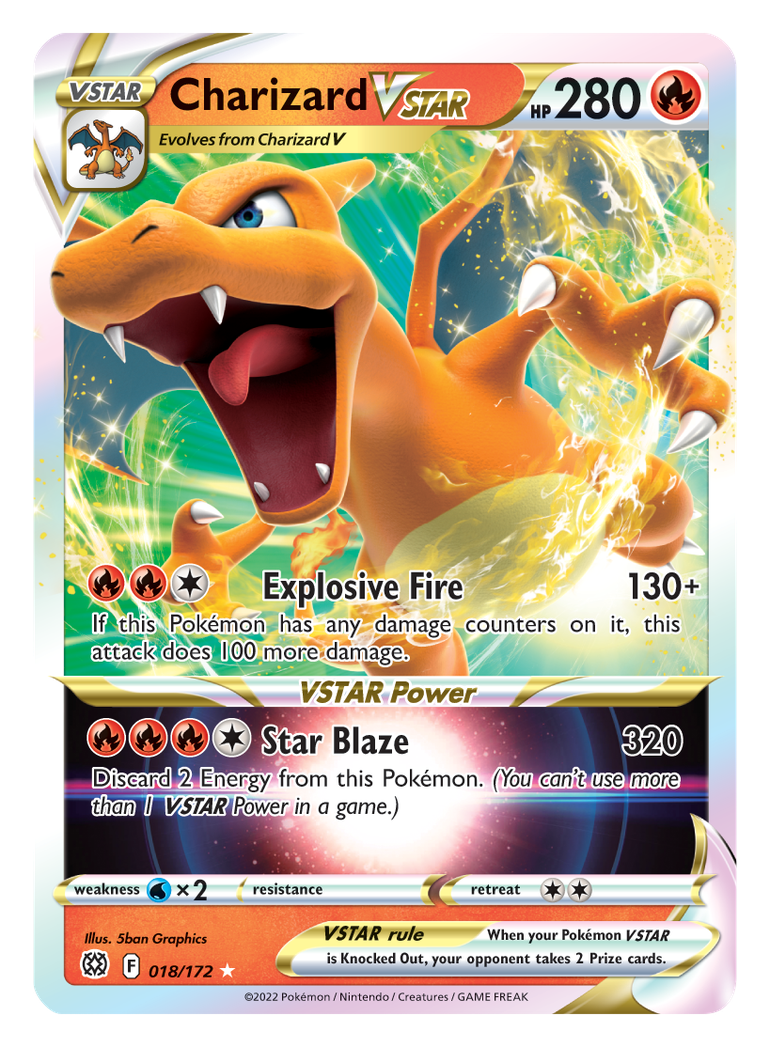 VSTAR
Charizard VSTAR
HP 280
Evolves from Charizard V
Explosive Fire 130+
If this Pokémon has any damage counters on it, this
attack does 100 more damage.
VSTAR Power
Star Blaze 320
Discard 2 Energy from this Pokémon. (You can't use more
than 1 VSTAR Power in a game.)
weakness ×2 resistance retreat
Illus. 5ban Graphics
VSTAR rule When your Pokémon VSTAR
is Knocked Out, your opponent takes 2 Prize cards.
F 018/172
©2022 Pokémon / Nintendo / Creatures / GAME FREAK